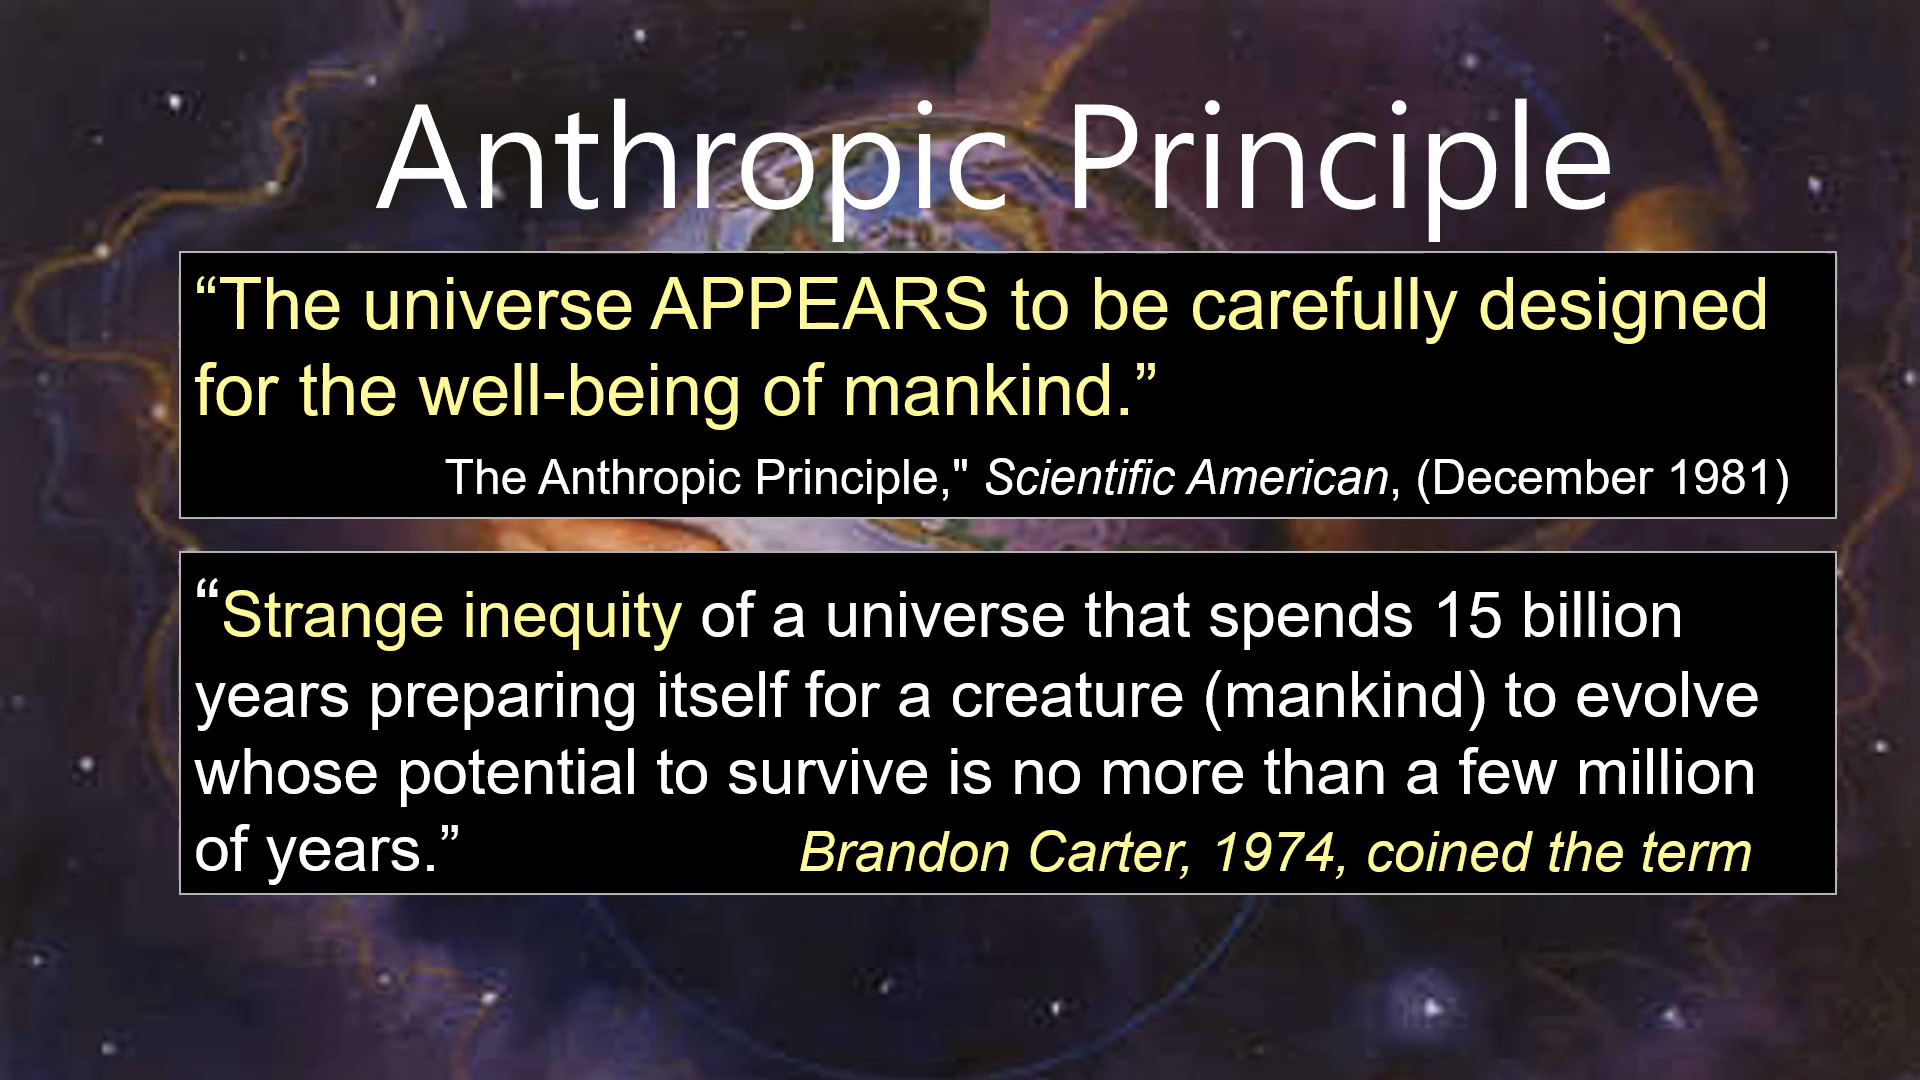 Anthropic Principle
“The universe APPEARS to be carefully designed
for the well-being of mankind.”
The Anthropic Principle," Scientific American, (December 1981)
“Strange inequity of a universe that spends 15 billion
years preparing itself for a creature (mankind) to evolve
whose potential to survive is no more than a few million
of years.” Brandon Carter, 1974, coined the term